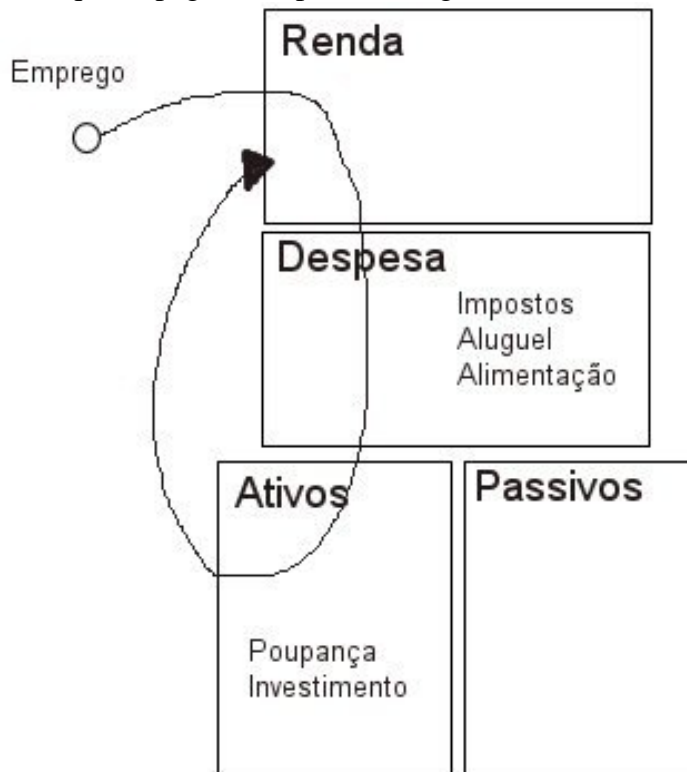 Renda
Emprego
Despesa
Impostos
Aluguel
Alimentação
Ativos
Passivos
Poupança
Investimento